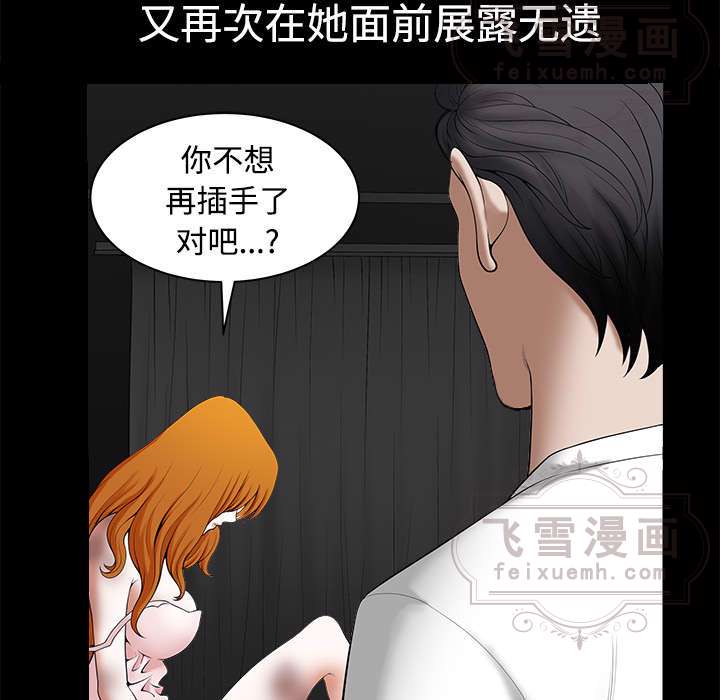 又再次在她面前展露无遗
飞雪漫画
feixuemh.com
你不想
再插手了
对吧...?
飞雪漫画
feixuemh.com